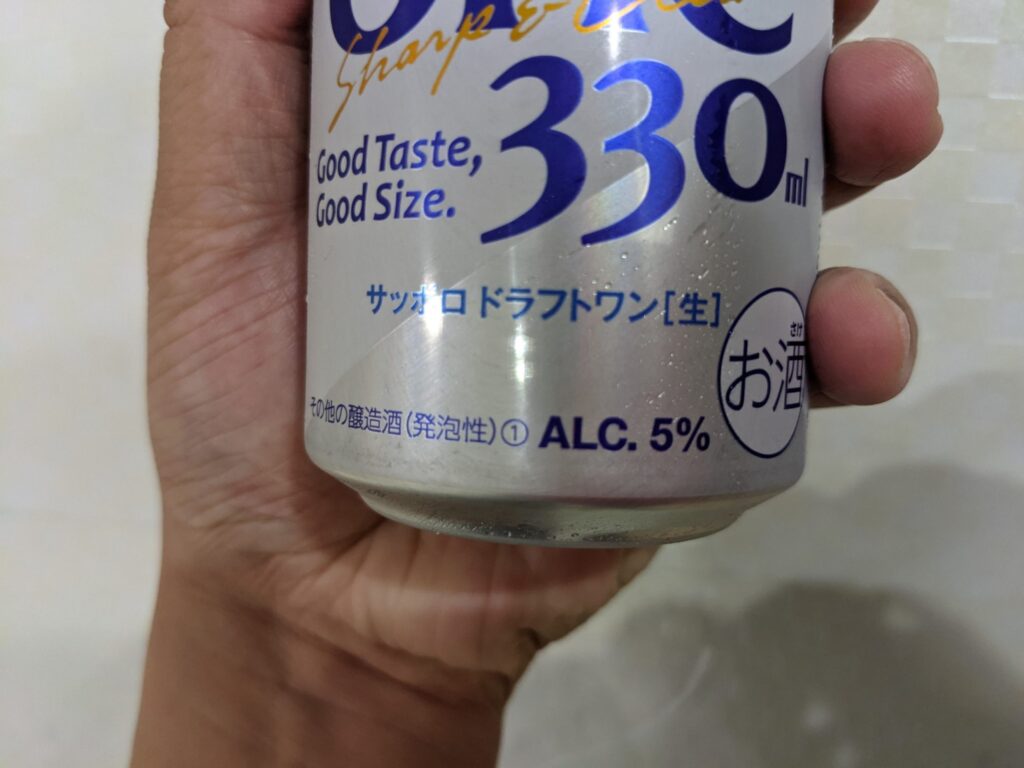 Sharp &
330ml
Good Taste,
Good Size.
サッポロ ドラフトワン[生]
さけ
お酒
その他の醸造酒(発泡性)① ALC. 5%